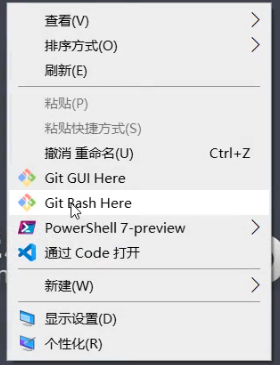 查看(V)
排序方式(O)
刷新(E)
粘贴(P)
粘贴快捷方式(S)
撤消 重命名(U) Ctrl+Z
Git GUI Here
Git Bash Here
PowerShell 7-preview
通过 Code 打开
新建(W)
显示设置(D)
个性化(R)